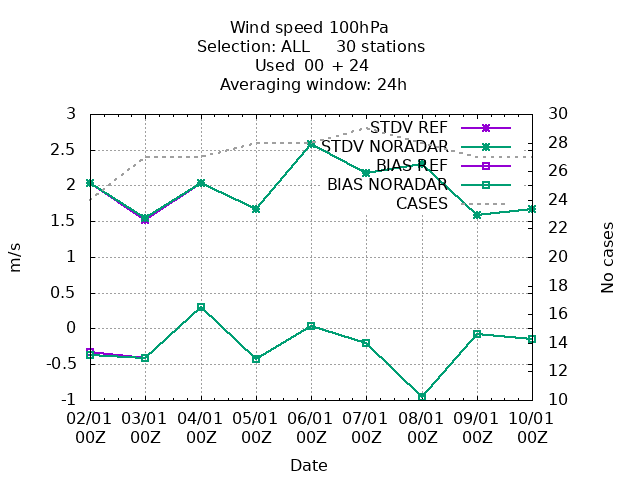 Wind speed 100hPa
Selection: ALL     30 stations
Used  00  + 24
Averaging window: 24h
3
2.5
2
1.5
1
0.5
0
-0.5
-1
m/s
30
28
26
24
22
20
18
16
14
12
10
No cases
STDV REF
STDV NORADAR
BIAS REF
BIAS NORADAR
CASES
02/01 03/01 04/01 05/01 06/01 07/01 08/01 09/01 10/01
00Z 00Z 00Z 00Z 00Z 00Z 00Z 00Z 00Z
Date